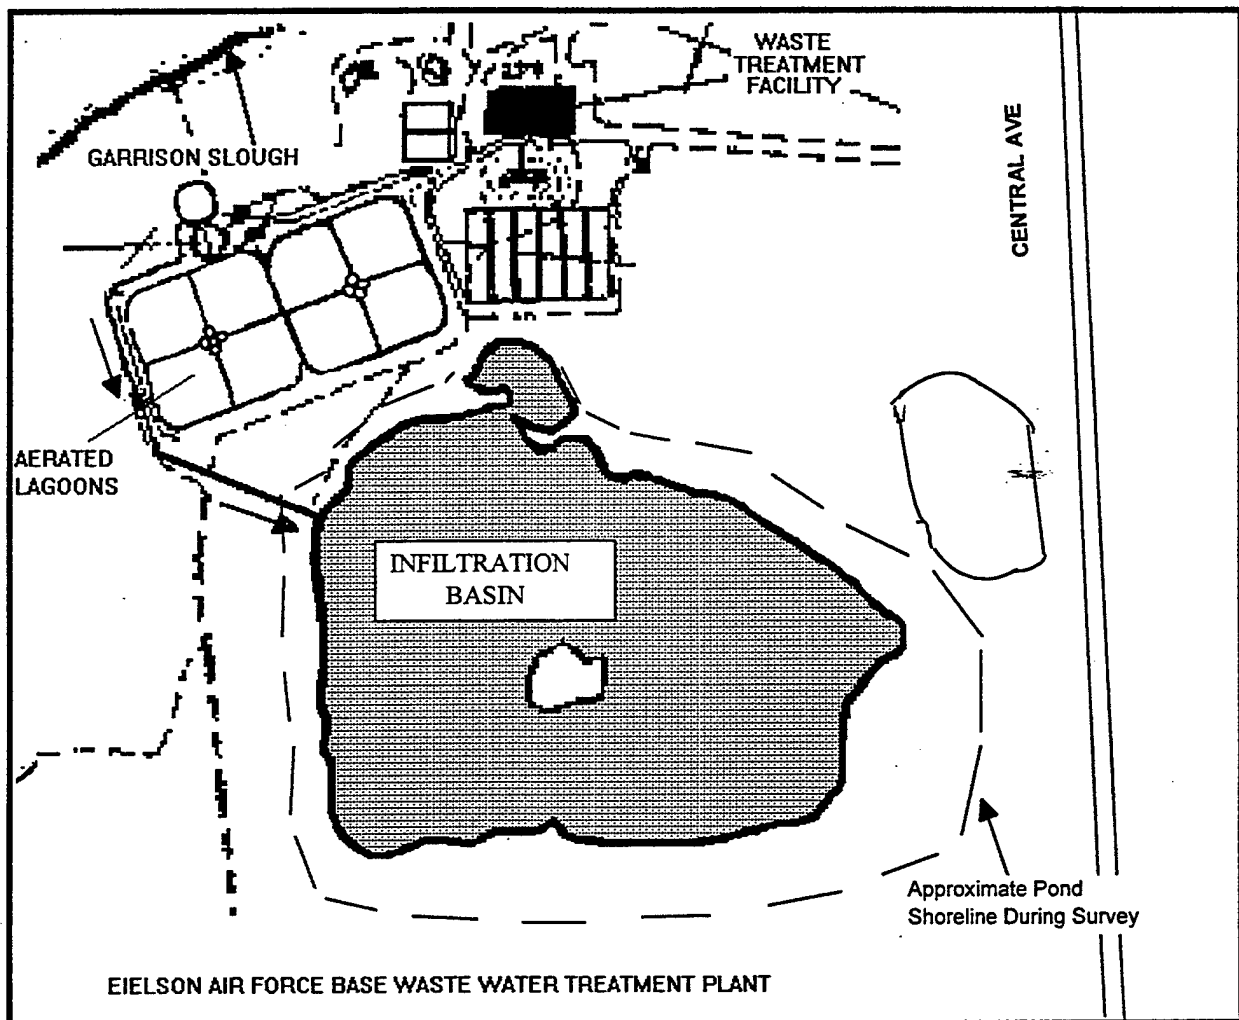 WASTE
TREATMENT
FACILITY
GARRISON SLOUGH
CENTRAL AVE
AERATED
LAGOONS
INFILTRATION
BASIN
Approximate Pond
Shoreline During Survey
EIELSON AIR FORCE BASE WASTE WATER TREATMENT PLANT